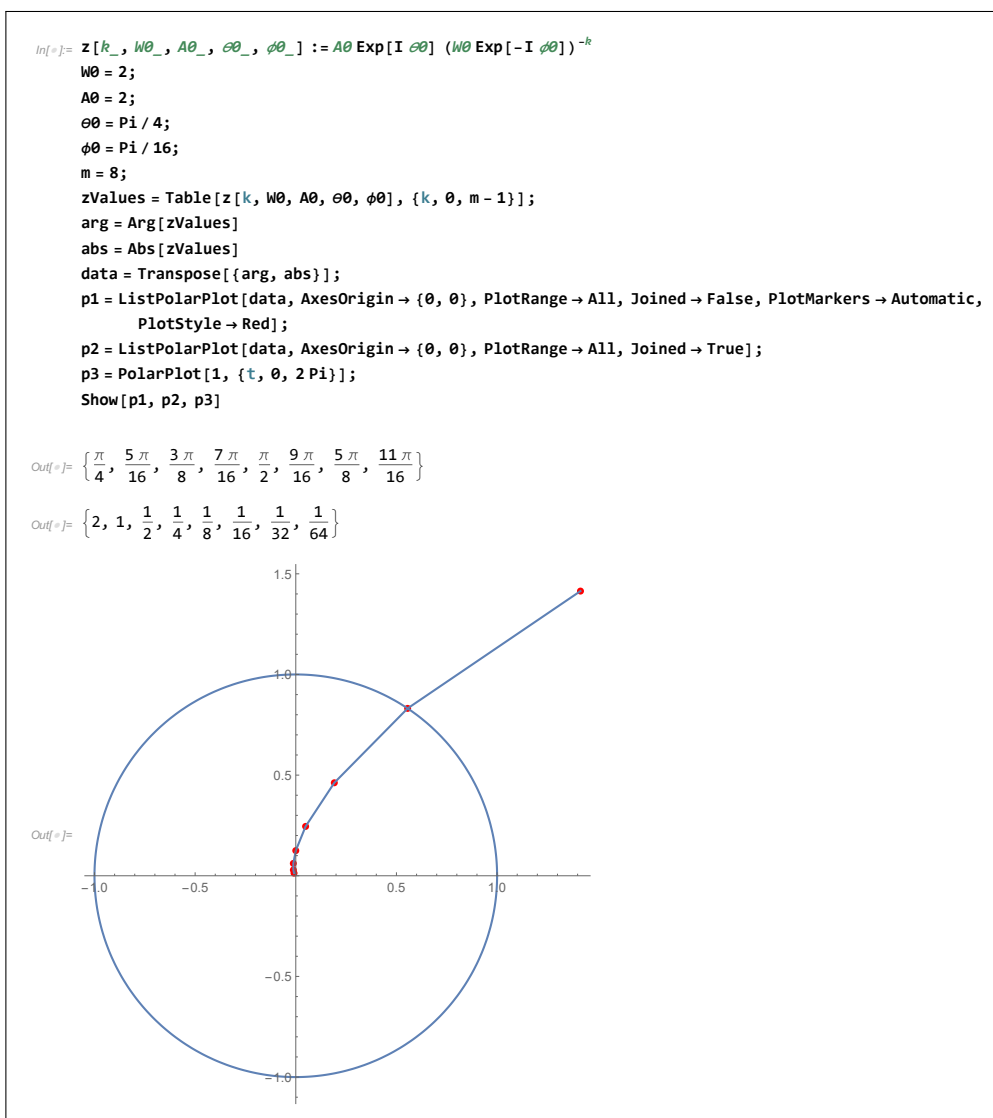 In[ ]:= z[k_, W0_, A0_, θ0_, ϕ0_] := A0 Exp[I θ0] (W0 Exp[-I ϕ0])^-k
W0 = 2;
A0 = 2;
θ0 = Pi / 4;
ϕ0 = Pi / 16;
m = 8;
zValues = Table[z[k, W0, A0, θ0, ϕ0], {k, 0, m - 1}];
arg = Arg[zValues]
abs = Abs[zValues]
data = Transpose[{arg, abs}];
p1 = ListPolarPlot[data, AxesOrigin → {0, 0}, PlotRange → All, Joined → False, PlotMarkers → Automatic,
PlotStyle → Red];
p2 = ListPolarPlot[data, AxesOrigin → {0, 0}, PlotRange → All, Joined → True];
p3 = PolarPlot[1, {t, 0, 2 Pi}];
Show[p1, p2, p3]
Out[ ]= {π/4, 5 π/16, 3 π/8, 7 π/16, π/2, 9 π/16, 5 π/8, 11 π/16}
Out[ ]= {2, 1, 1/2, 1/4, 1/8, 1/16, 1/32, 1/64}
1.5
1.0
0.5
Out[ ]=
-1.0 -0.5 0.5 1.0
-0.5
-1.0